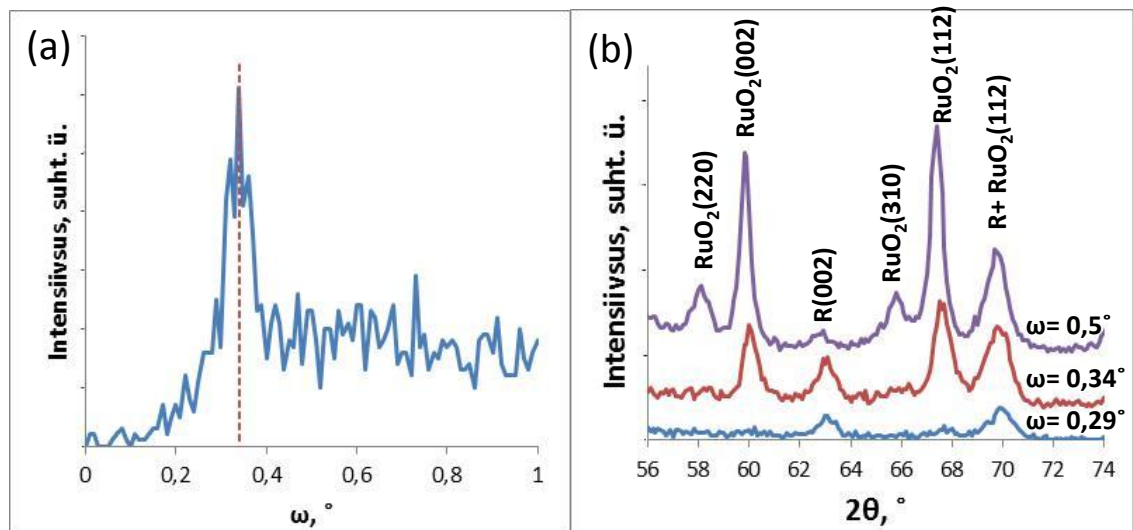 (a)
Intensiivsus, suht. ü.
0
0,2
0,4
0,6
0,8
1
ω, ˚
(b)
Intensiivsus, suht. ü.
RuO₂(220)
RuO₂(002)
R(002)
RuO₂(310)
RuO₂(112)
R+ RuO₂(112)
ω= 0,5˚
ω= 0,34˚
ω= 0,29˚
56
58
60
62
64
66
68
70
72
74
2θ, ˚